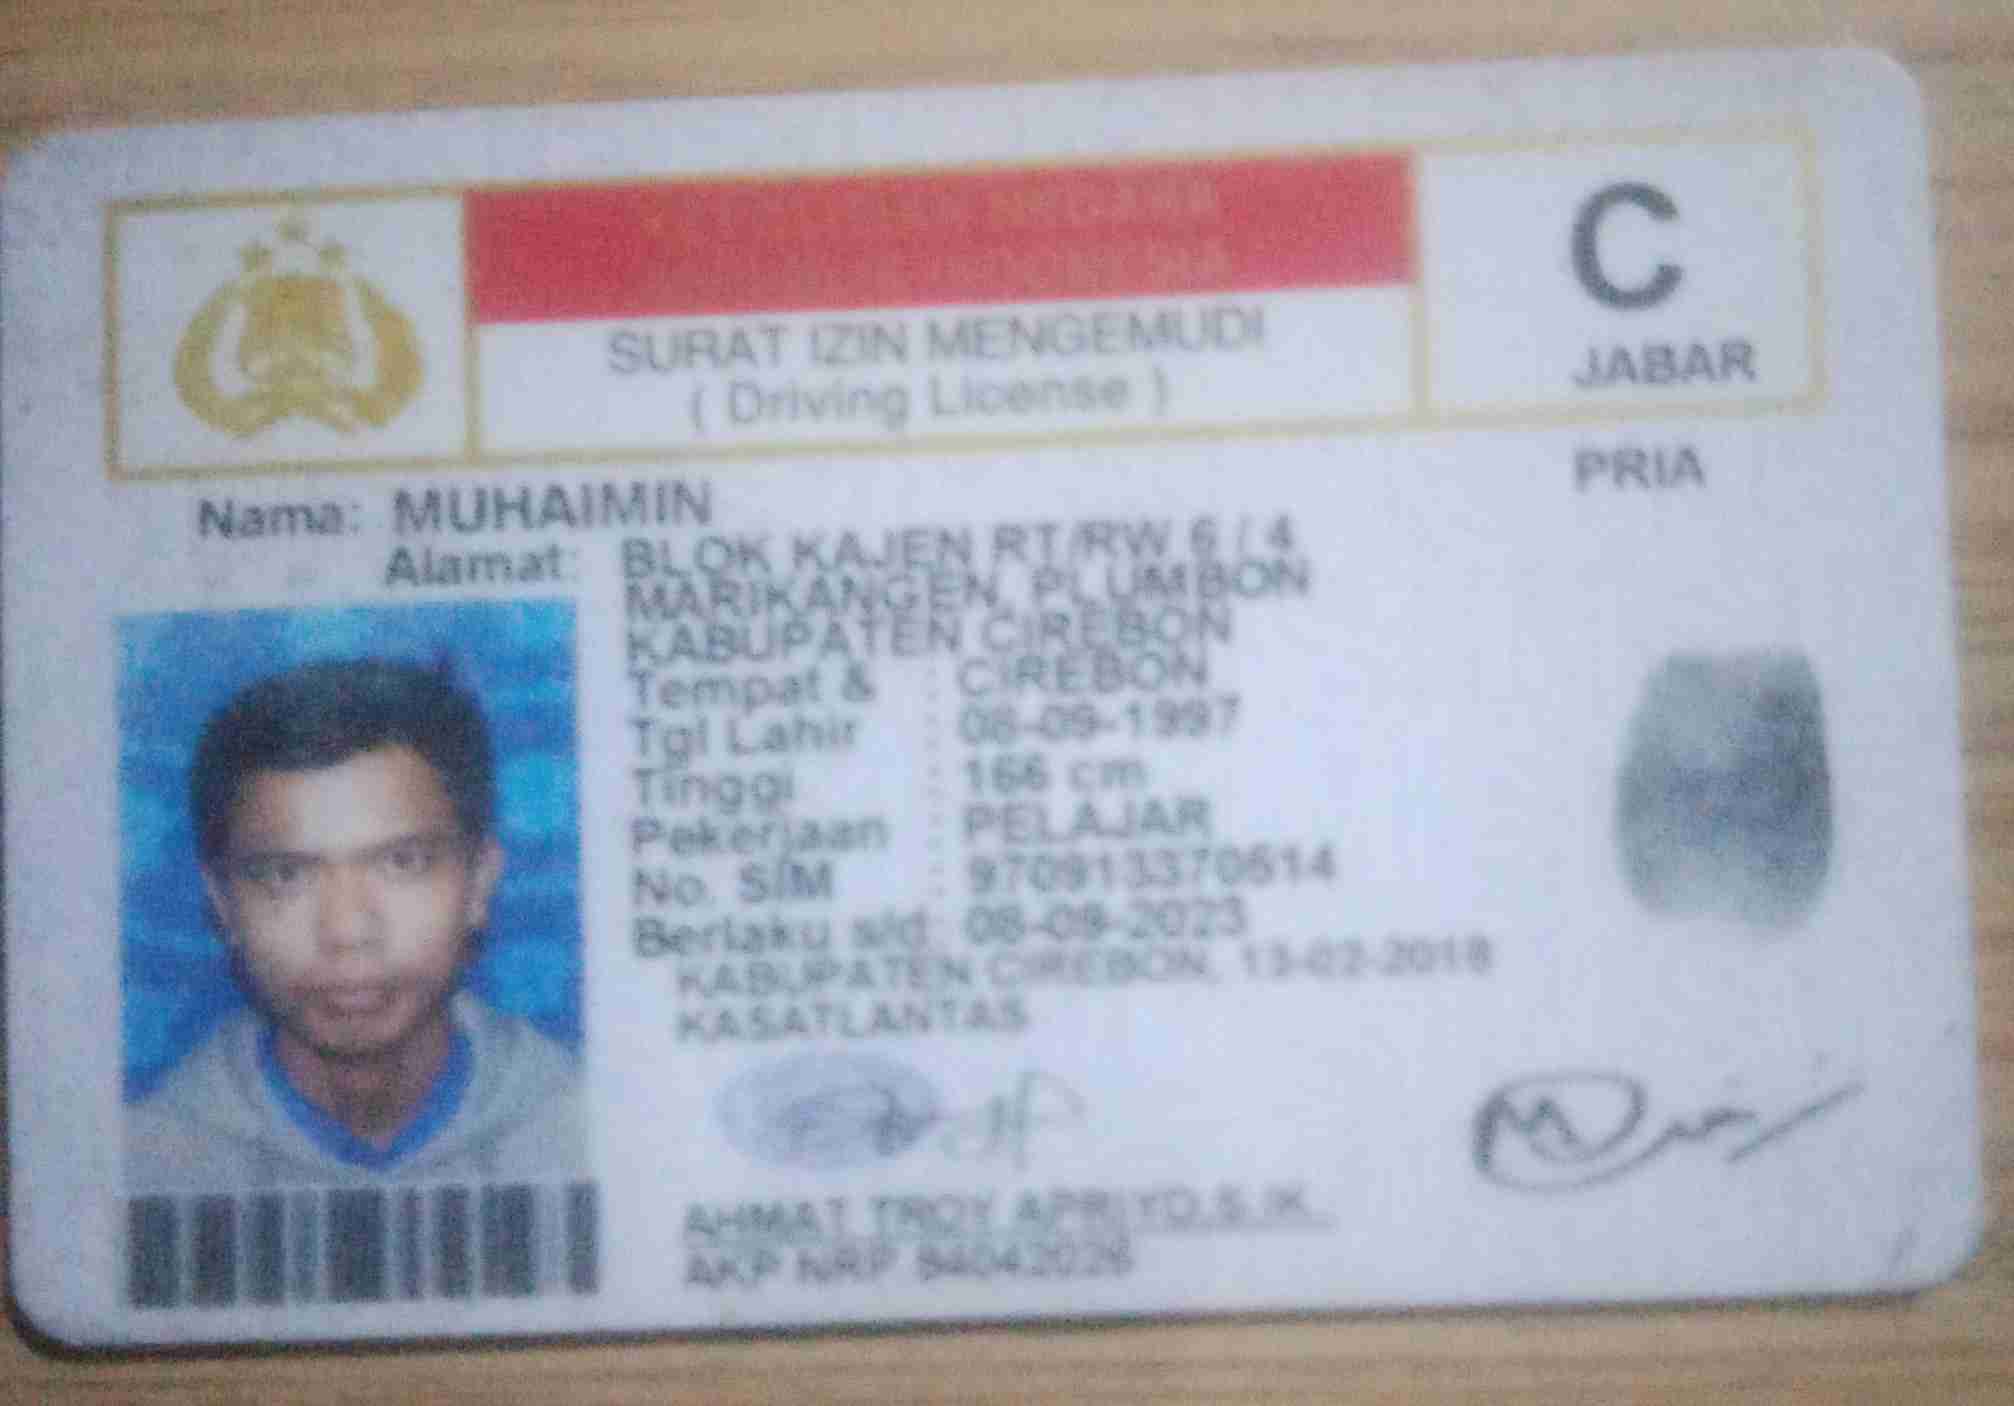 SURAT IZIN MENGEMUDI
( Driving License )
C
JABAR
PRIA
Nama: MUHAIMIN
Alamat: BLOK KAJEN RT/RW 6 / 4
MARIKANGEN, PLUMBON
KABUPATEN CIREBON
Tempat & : CIREBON
Tgl Lahir : 08-09-1997
Tinggi : 166 cm
Pekerjaan : PELAJAR
No. SIM : 970913370614
Berlaku s/d: 08-09-2023
KABUPATEN CIREBON, 13-02-2018
KASATLANTAS
AHMAT TROY APRIYO.S.IK.
AKP NRP 84042026